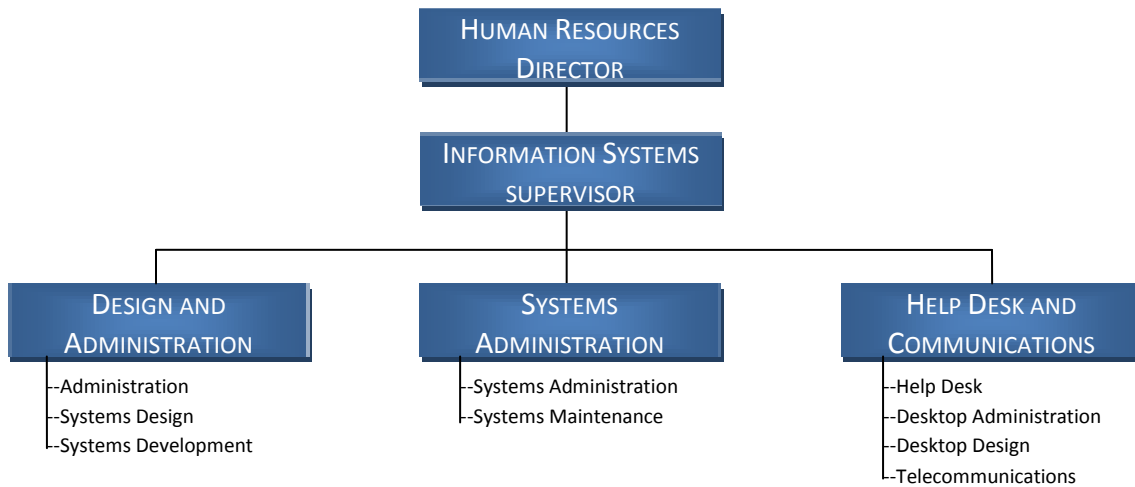 HUMAN RESOURCES
DIRECTOR
INFORMATION SYSTEMS
SUPERVISOR
DESIGN AND
ADMINISTRATION
--Administration
--Systems Design
--Systems Development
SYSTEMS
ADMINISTRATION
--Systems Administration
--Systems Maintenance
HELP DESK AND
COMMUNICATIONS
--Help Desk
--Desktop Administration
--Desktop Design
--Telecommunications